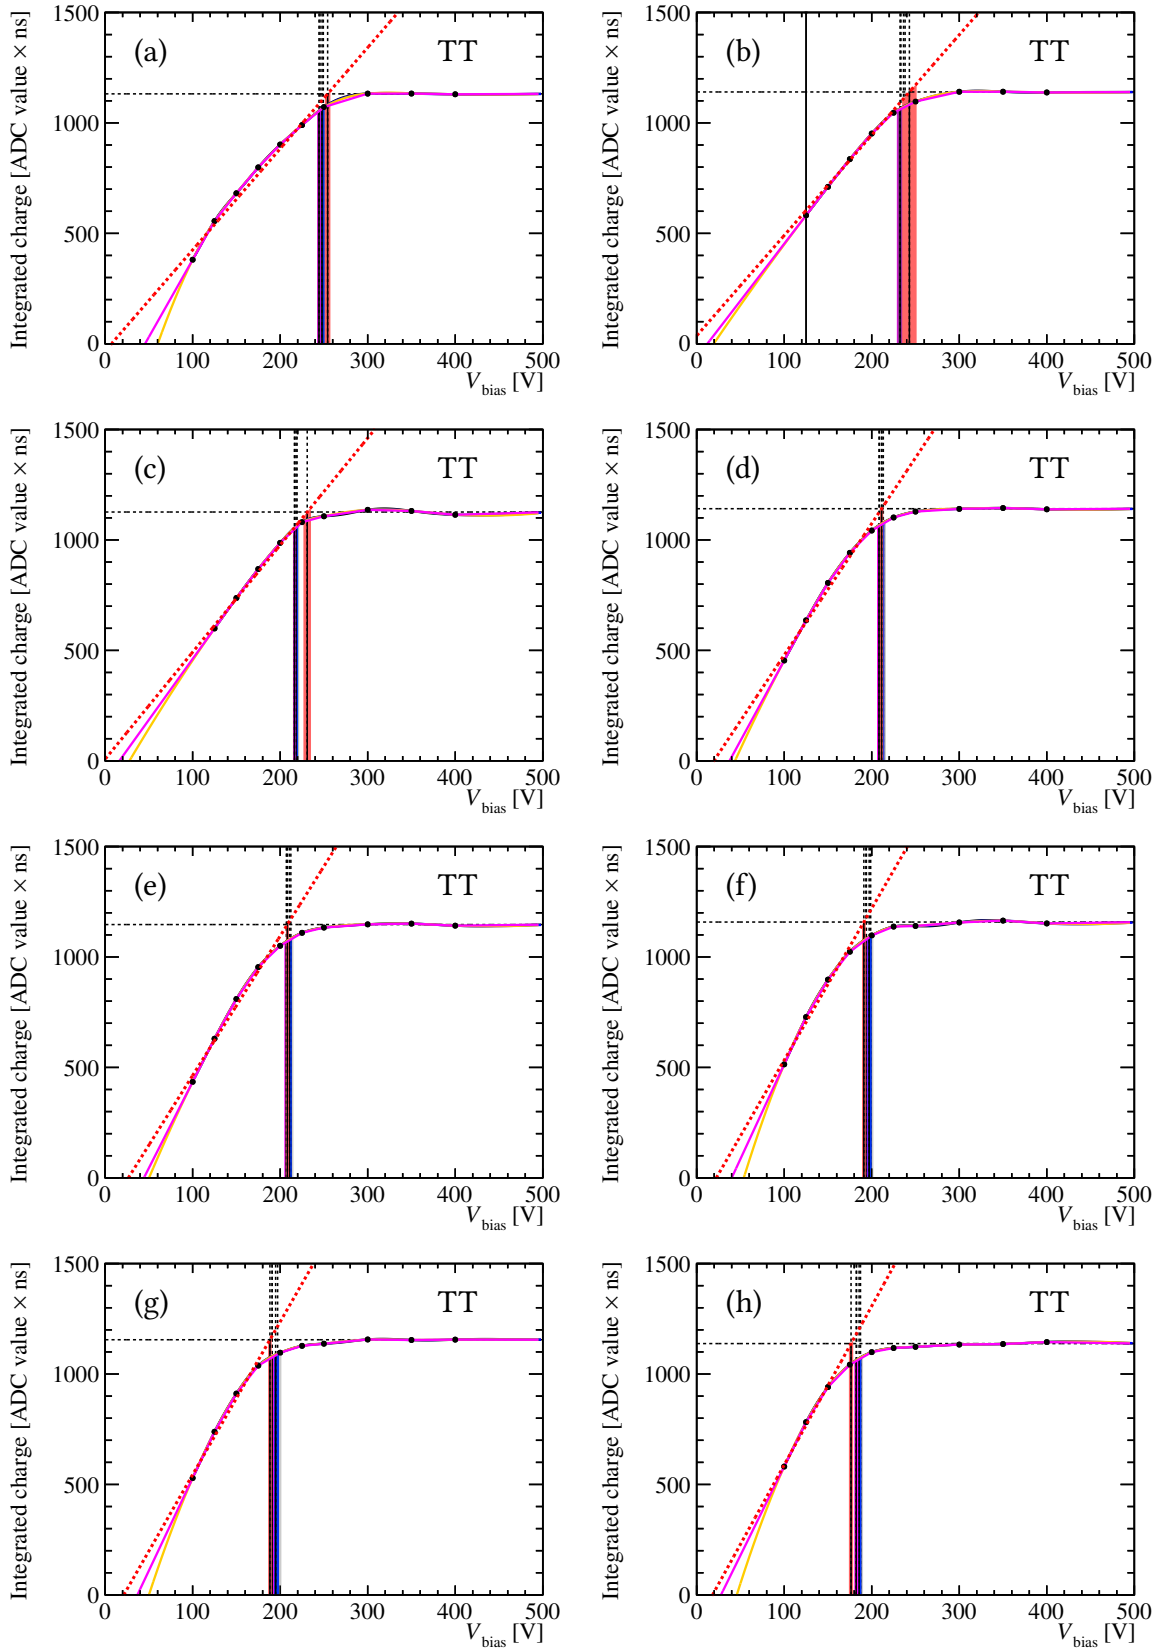 Integrated charge [ADC value × ns]
1500
1000
500
0
(a)
TT
0 100 200 300 400 500
V_bias [V]
Integrated charge [ADC value × ns]
1500
1000
500
0
(b)
TT
0 100 200 300 400 500
V_bias [V]
Integrated charge [ADC value × ns]
1500
1000
500
0
(c)
TT
0 100 200 300 400 500
V_bias [V]
Integrated charge [ADC value × ns]
1500
1000
500
0
(d)
TT
0 100 200 300 400 500
V_bias [V]
Integrated charge [ADC value × ns]
1500
1000
500
0
(e)
TT
0 100 200 300 400 500
V_bias [V]
Integrated charge [ADC value × ns]
1500
1000
500
0
(f)
TT
0 100 200 300 400 500
V_bias [V]
Integrated charge [ADC value × ns]
1500
1000
500
0
(g)
TT
0 100 200 300 400 500
V_bias [V]
Integrated charge [ADC value × ns]
1500
1000
500
0
(h)
TT
0 100 200 300 400 500
V_bias [V]